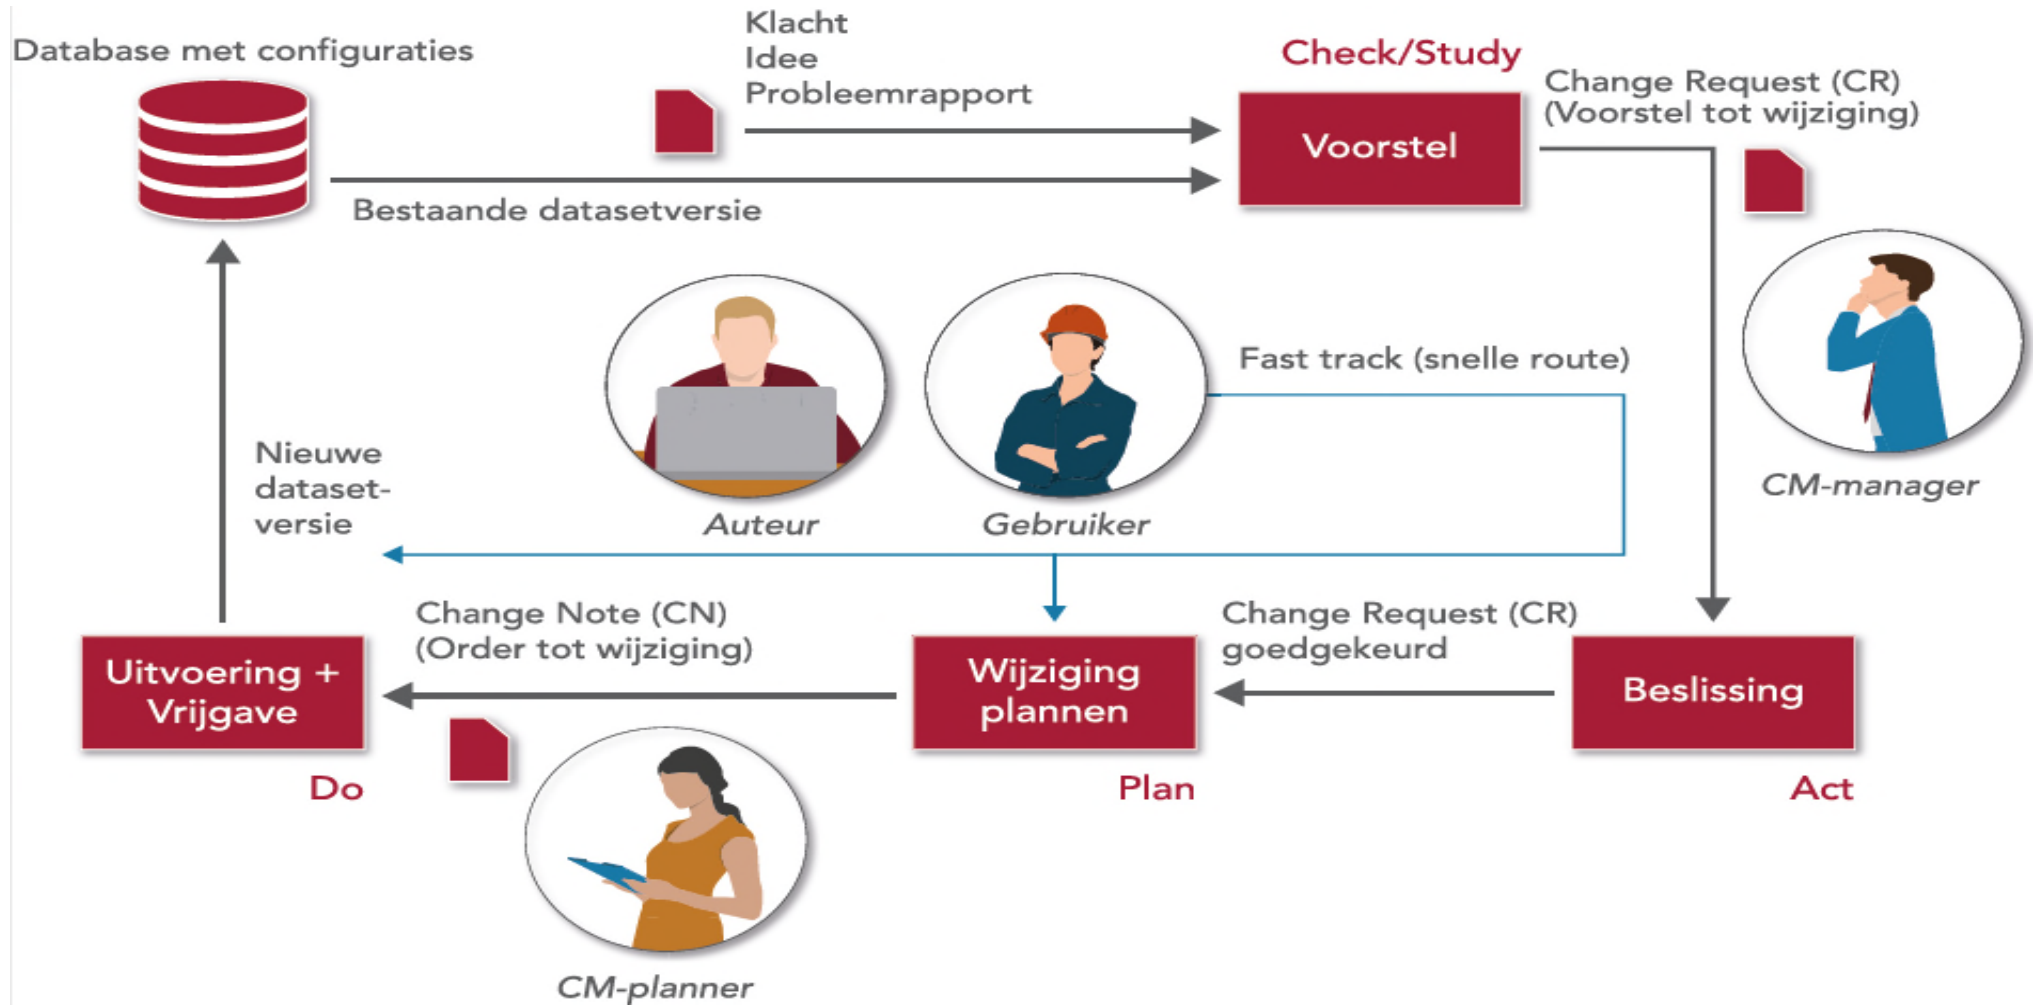 Database met configuraties
Klacht
Idee
Probleemrapport
Bestaande datasetversie
Check/Study
Voorstel
Change Request (CR)
(Voorstel tot wijziging)
CM-manager
Auteur
Gebruiker
Fast track (snelle route)
Nieuwe
dataset-
versie
Change Note (CN)
(Order tot wijziging)
Change Request (CR)
goedgekeurd
Uitvoering +
Vrijgave
Do
Wijziging
plannen
Plan
Beslissing
Act
CM-planner